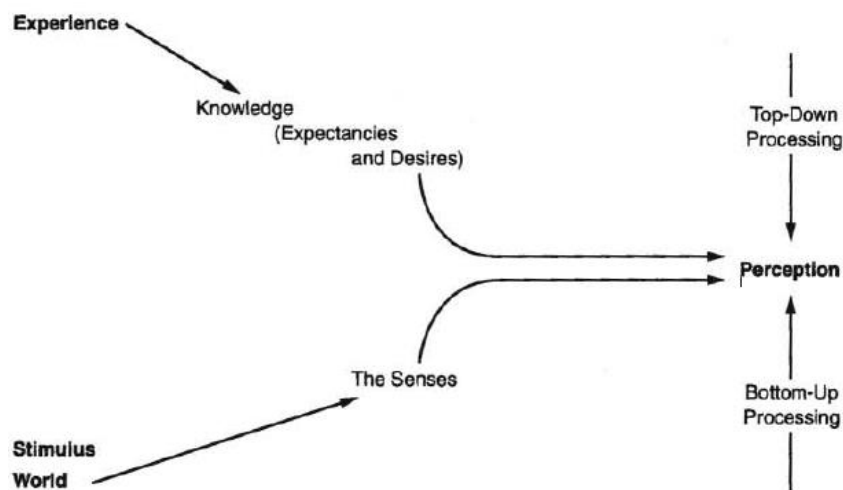 Experience
Knowledge
(Expectancies
and Desires)
Top-Down
Processing
Perception
The Senses
Bottom-Up
Processing
Stimulus
World